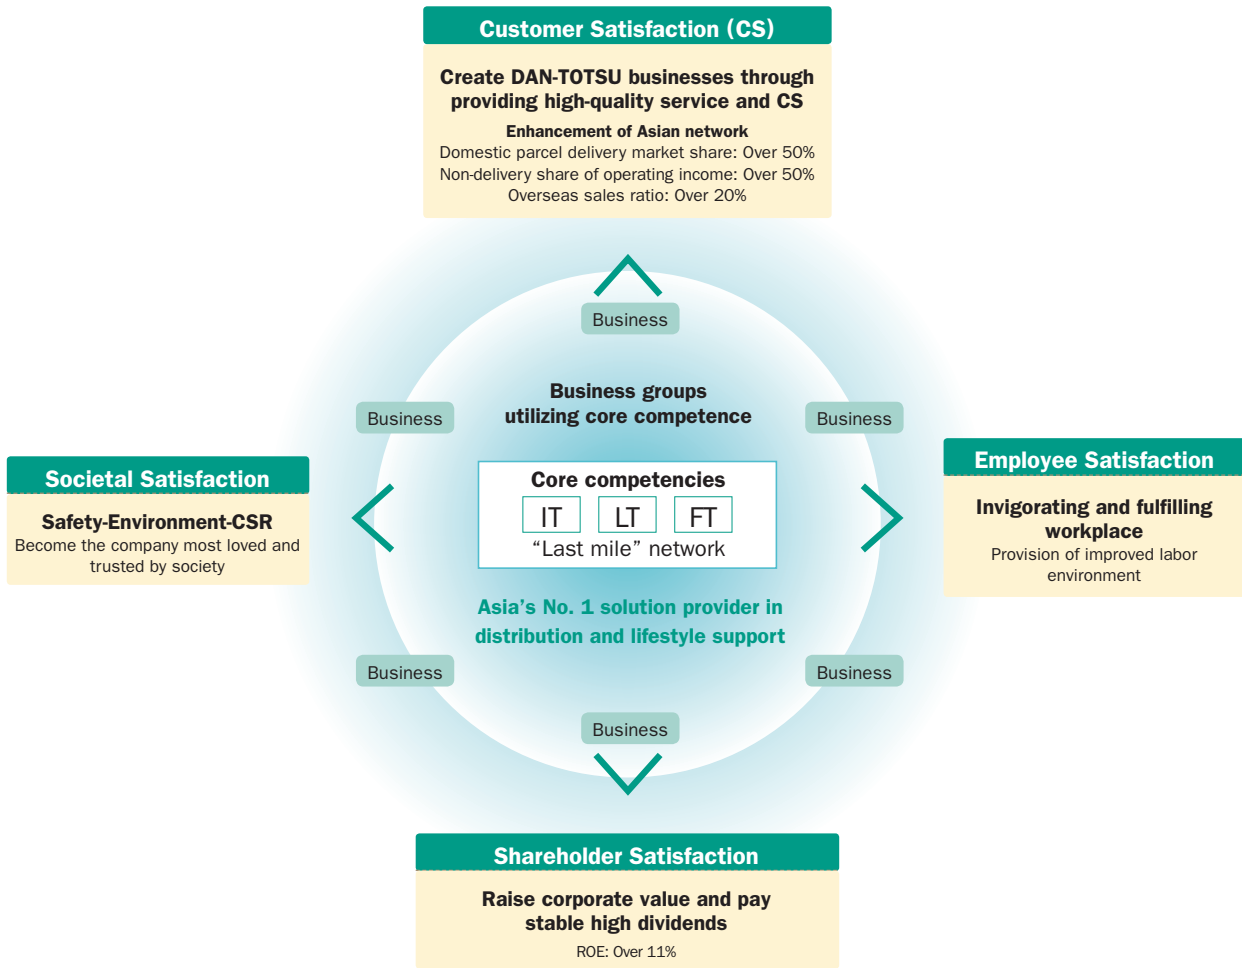 Customer Satisfaction (CS)
Create DAN-TOTSU businesses through
providing high-quality service and CS
Enhancement of Asian network
Domestic parcel delivery market share: Over 50%
Non-delivery share of operating income: Over 50%
Overseas sales ratio: Over 20%
Business
Business groups
utilizing core competence
Business
Business
Societal Satisfaction
Safety-Environment-CSR
Become the company most loved and
trusted by society
Core competencies
IT LT FT
“Last mile” network
Employee Satisfaction
Invigorating and fulfilling
workplace
Provision of improved labor
environment
Asia’s No. 1 solution provider in
distribution and lifestyle support
Business
Business
Business
Shareholder Satisfaction
Raise corporate value and pay
stable high dividends
ROE: Over 11%